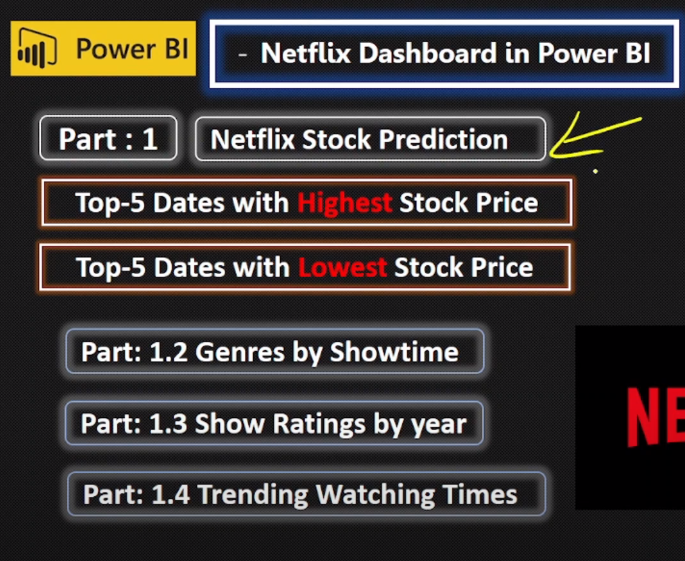 Power BI
- Netflix Dashboard in Power BI
Part : 1
Netflix Stock Prediction
Top-5 Dates with Highest Stock Price
Top-5 Dates with Lowest Stock Price
Part: 1.2 Genres by Showtime
Part: 1.3 Show Ratings by year
Part: 1.4 Trending Watching Times
NE